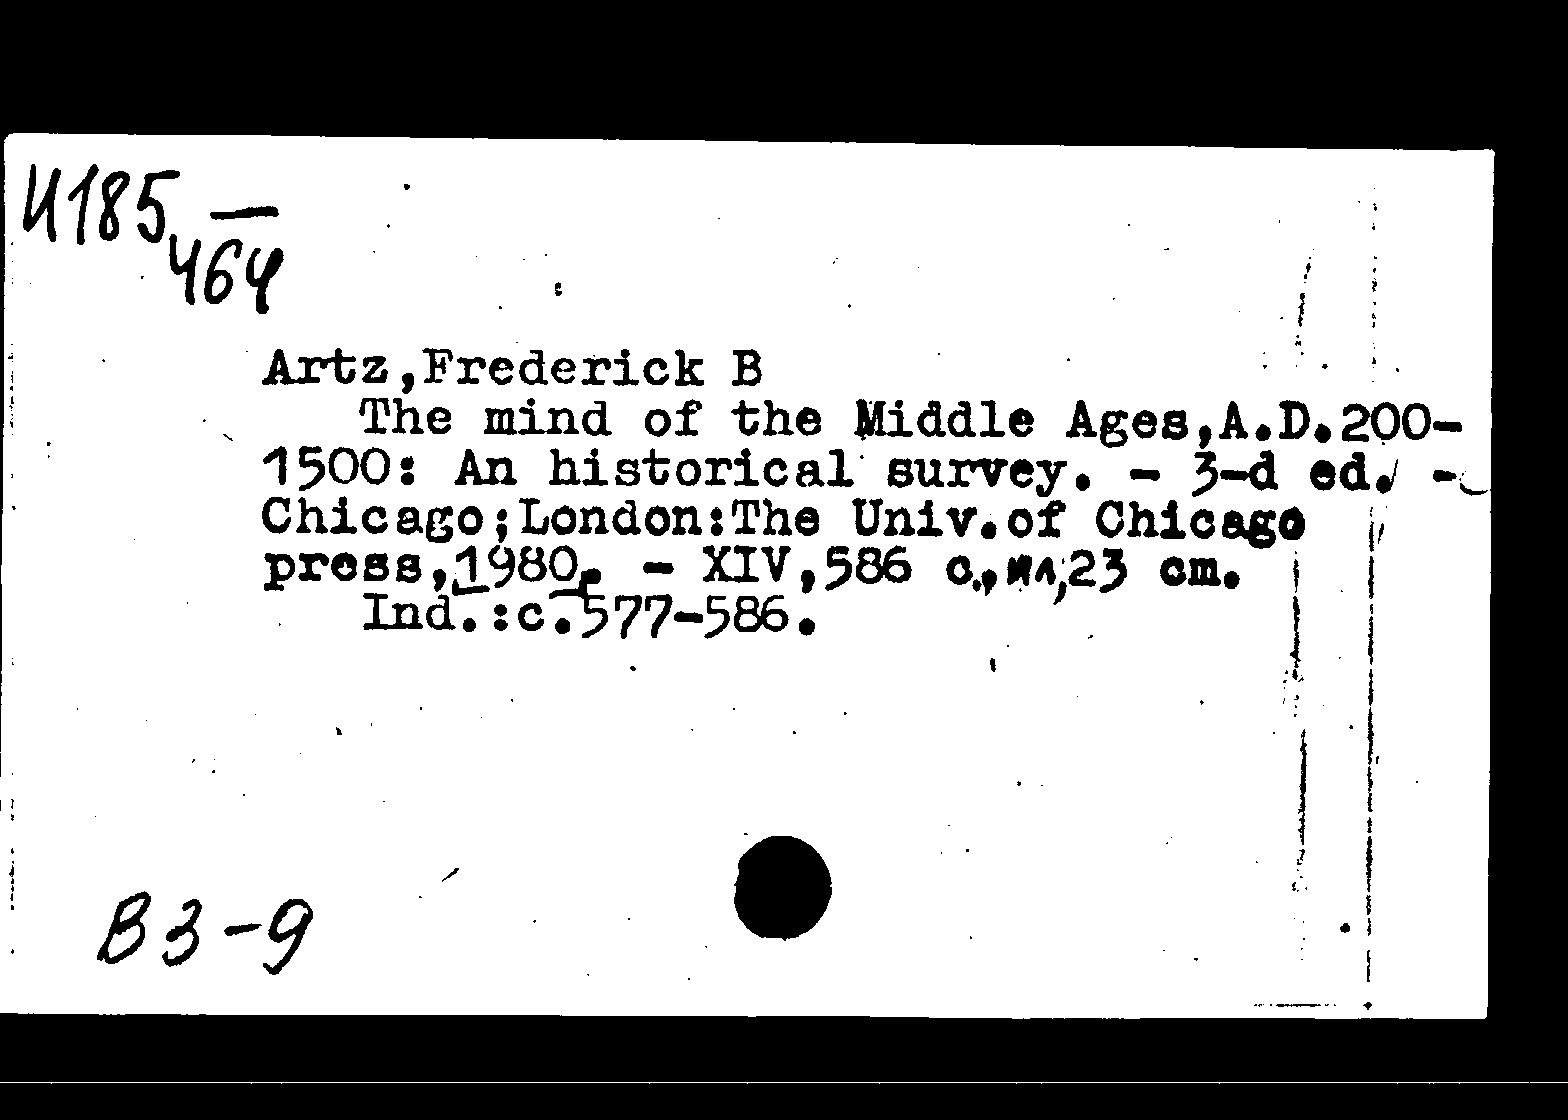 И185 —
464
Artz,Frederick B
The mind of the Middle Ages,A.D.200-
1500: An historical survey. - 3-d ed. -
Chicago;London:The Univ.of Chicago
press,1980. - XIV,586 c., ил,23 cm.
Ind.:c.577-586.
B3-9